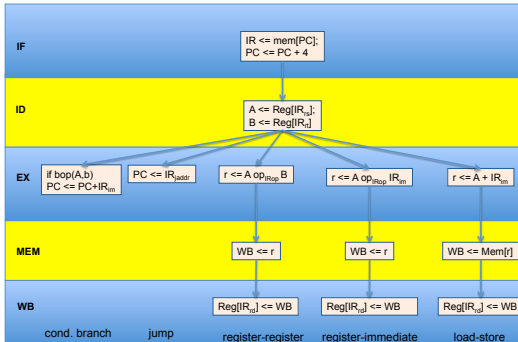 IF
IR <= mem[PC];
PC <= PC + 4
ID
A <= Reg[IRrs];
B <= Reg[IRrt]
EX
if bop(A,b)
PC <= PC+IRim
PC <= IRjaddr
r <= A opIRop B
r <= A opIRop IRim
r <= A + IRim
MEM
WB <= r
WB <= r
WB <= Mem[r]
WB
Reg[IRrd] <= WB
Reg[IRrd] <= WB
Reg[IRrd] <= WB
cond. branch
jump
register-register
register-immediate
load-store